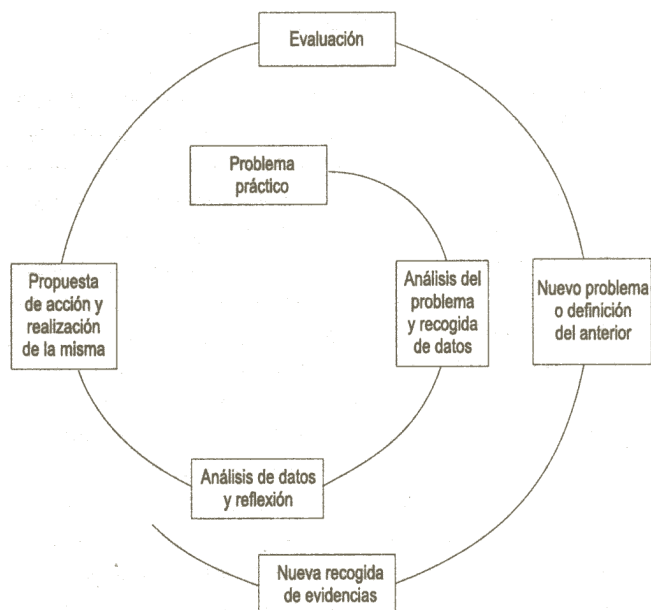 Evaluación
Problema
práctico
Propuesta
de acción y
realización
de la misma
Análisis del
problema
y recogida
de datos
Nuevo problema
o definición
del anterior
Análisis de datos
y reflexión
Nueva recogida
de evidencias